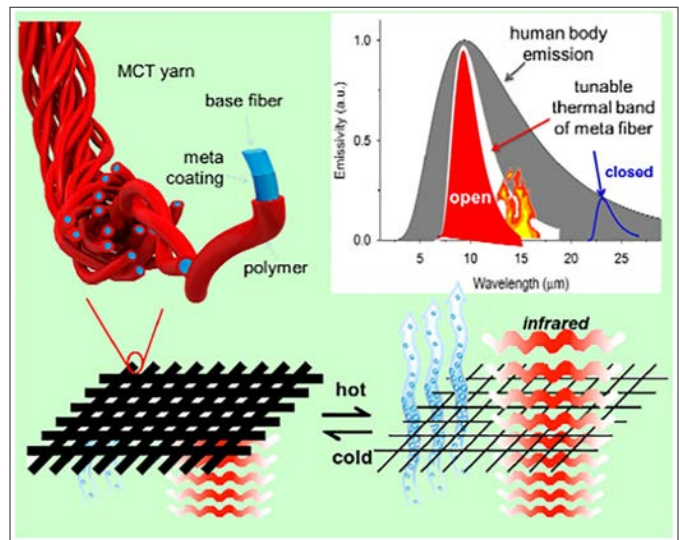 MCT yarn
base fiber
meta
coating
polymer
human body
emission
tunable
thermal band
of meta fiber
closed
open
Emissivity (a.u.)
1.0
0.5
0.0
5
10
15
20
25
Wavelength (μm)
infrared
hot
cold